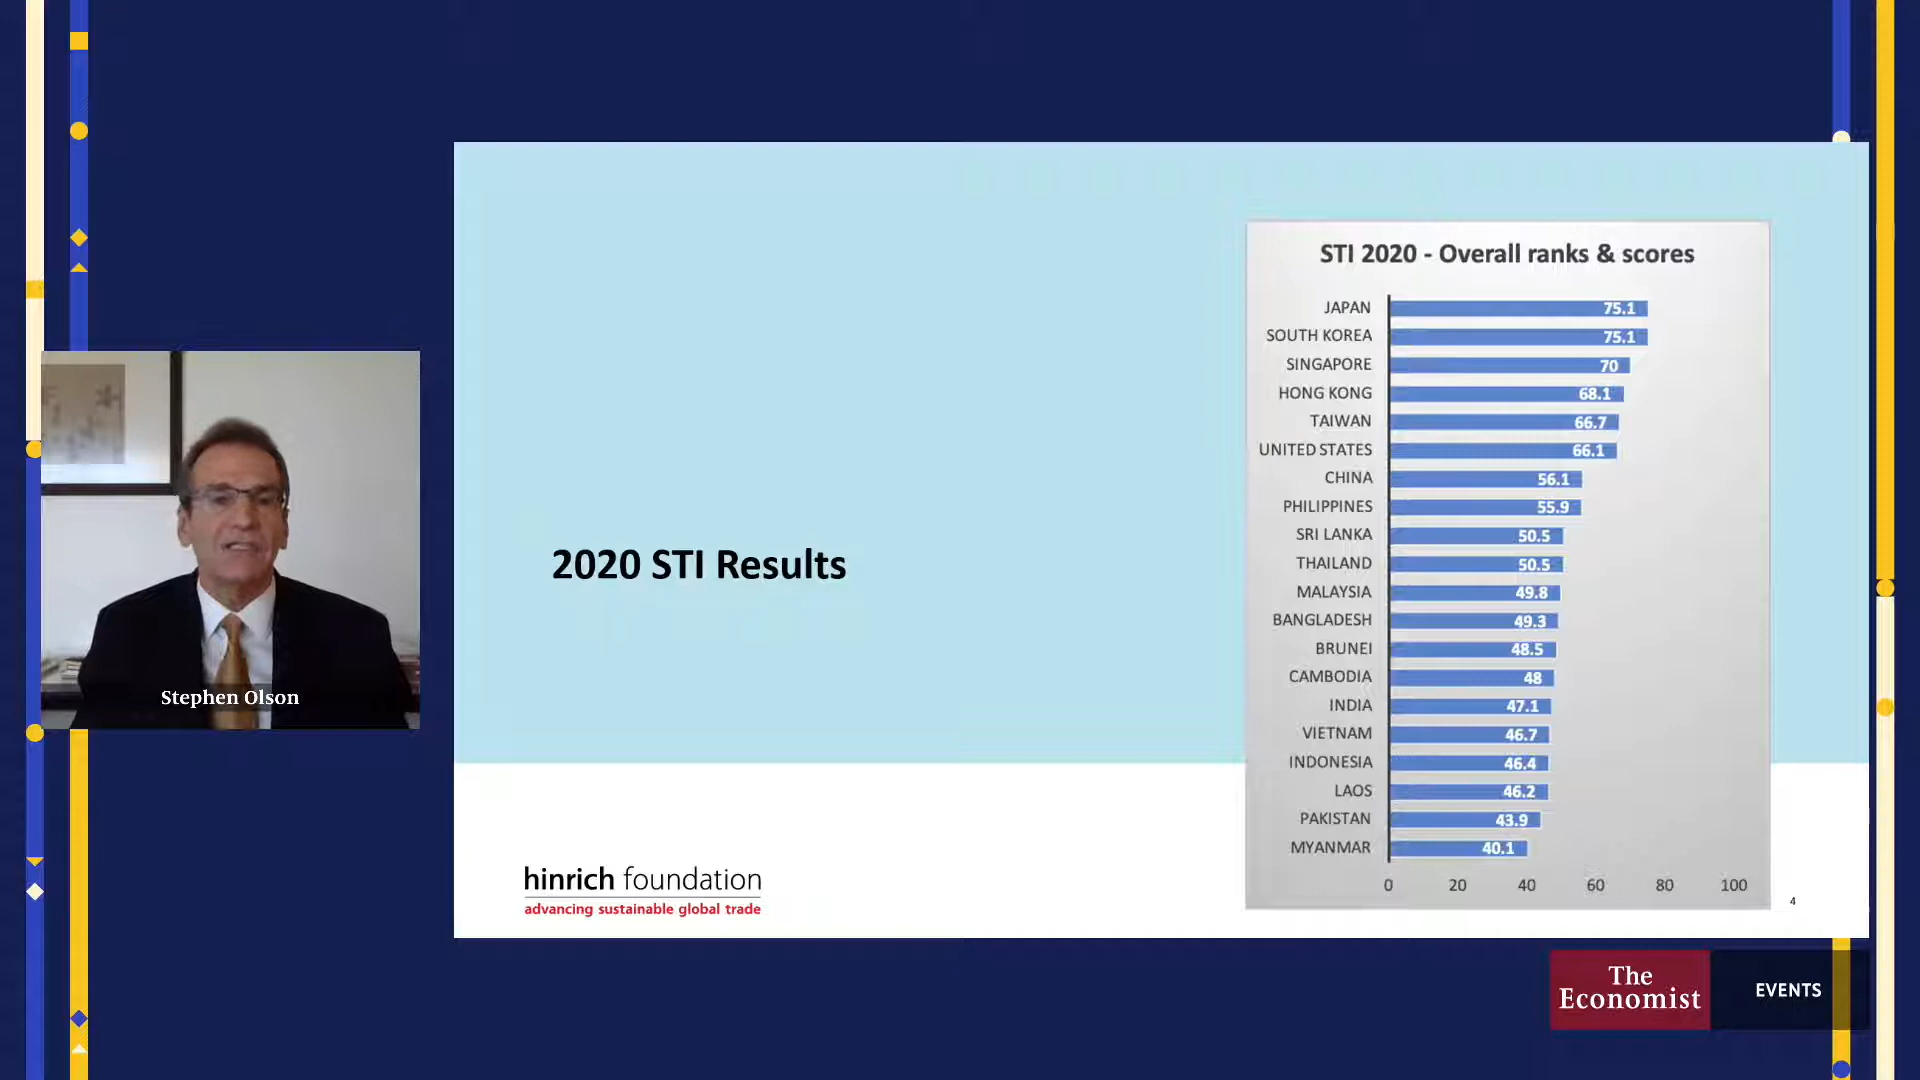 Stephen Olson
2020 STI Results
hinrich foundation
advancing sustainable global trade
STI 2020 - Overall ranks & scores
JAPAN 75.1
SOUTH KOREA 75.1
SINGAPORE 70
HONG KONG 68.1
TAIWAN 66.7
UNITED STATES 66.1
CHINA 56.1
PHILIPPINES 55.9
SRI LANKA 50.5
THAILAND 50.5
MALAYSIA 49.8
BANGLADESH 49.3
BRUNEI 48.5
CAMBODIA 48
INDIA 47.1
VIETNAM 46.7
INDONESIA 46.4
LAOS 46.2
PAKISTAN 43.9
MYANMAR 40.1
0 20 40 60 80 100
4
The
Economist
EVENTS